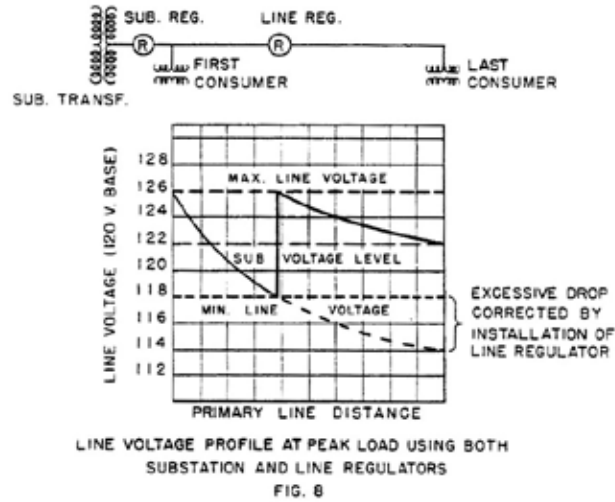 SUB. REG. LINE REG.
R R
FIRST CONSUMER
LAST CONSUMER
SUB. TRANSF.
LINE VOLTAGE (120 V. BASE)
128
126
124
122
120
118
116
114
112
MAX. LINE VOLTAGE
SUB VOLTAGE LEVEL
MIN. LINE VOLTAGE
EXCESSIVE DROP
CORRECTED BY
INSTALLATION OF
LINE REGULATOR
PRIMARY LINE DISTANCE
LINE VOLTAGE PROFILE AT PEAK LOAD USING BOTH
SUBSTATION AND LINE REGULATORS
FIG. 8